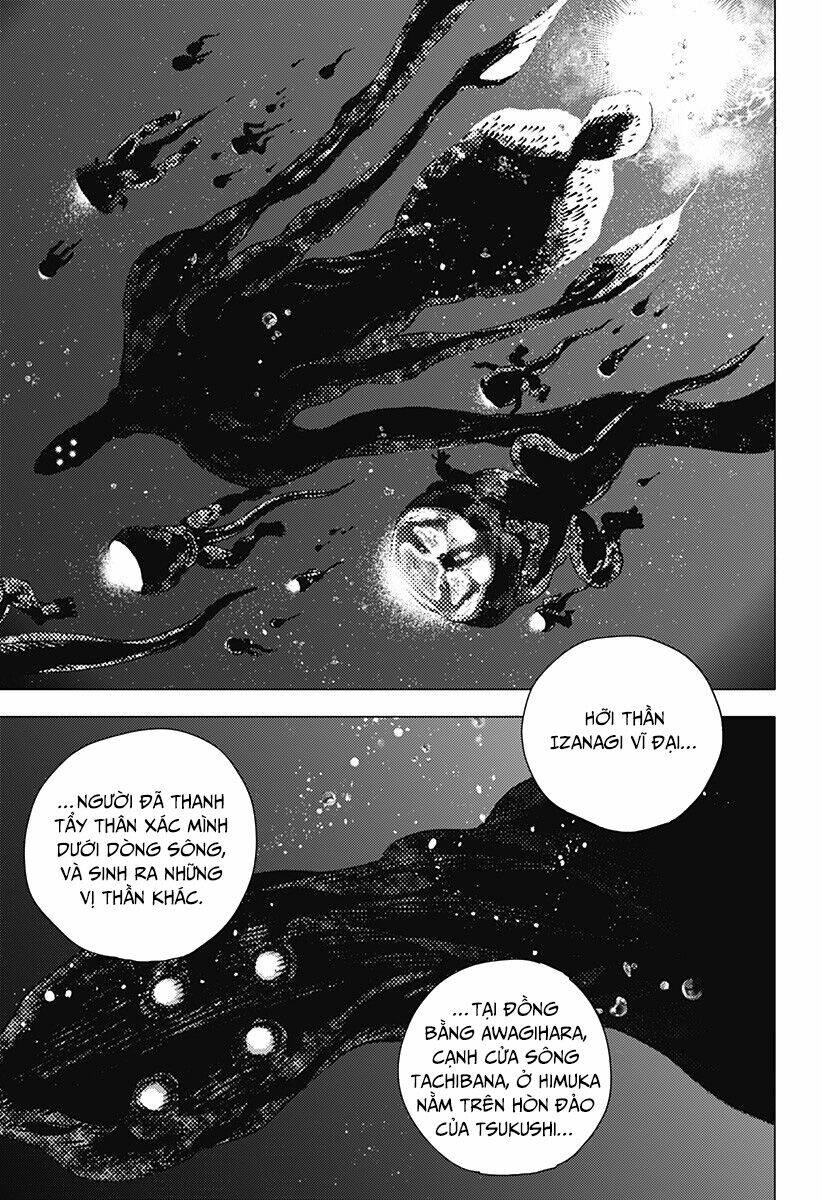 HỠI THẦN
IZANAGI VĨ ĐẠI...
...TẠI ĐỒNG
BẰNG AWAGIHARA,
CẠNH CỬA SÔNG
TACHIBANA, Ở HIMUKA
NẰM TRÊN HÒN ĐẢO
CỦA TSUKUSHI...
...NGƯỜI ĐÃ THANH
TẨY THÂN XÁC MÌNH
DƯỚI DÒNG SÔNG,
VÀ SINH RA NHỮNG
VỊ THẦN KHÁC.